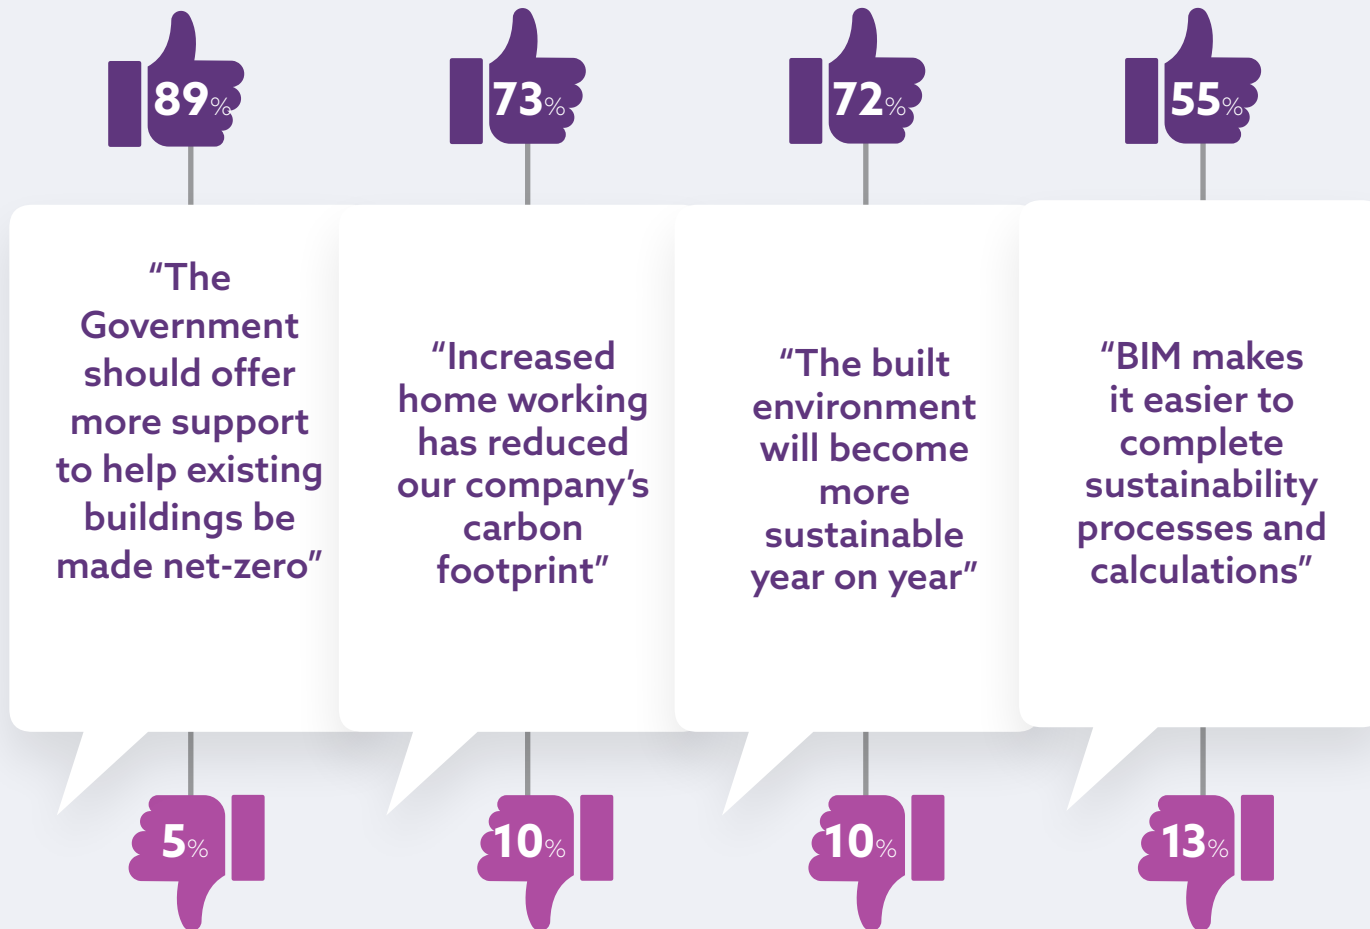 89%
73%
72%
55%
“The
Government
should offer
more support
to help existing
buildings be
made net-zero”
“Increased
home working
has reduced
our company’s
carbon
footprint”
“The built
environment
will become
more
sustainable
year on year”
“BIM makes
it easier to
complete
sustainability
processes and
calculations”
5%
10%
10%
13%